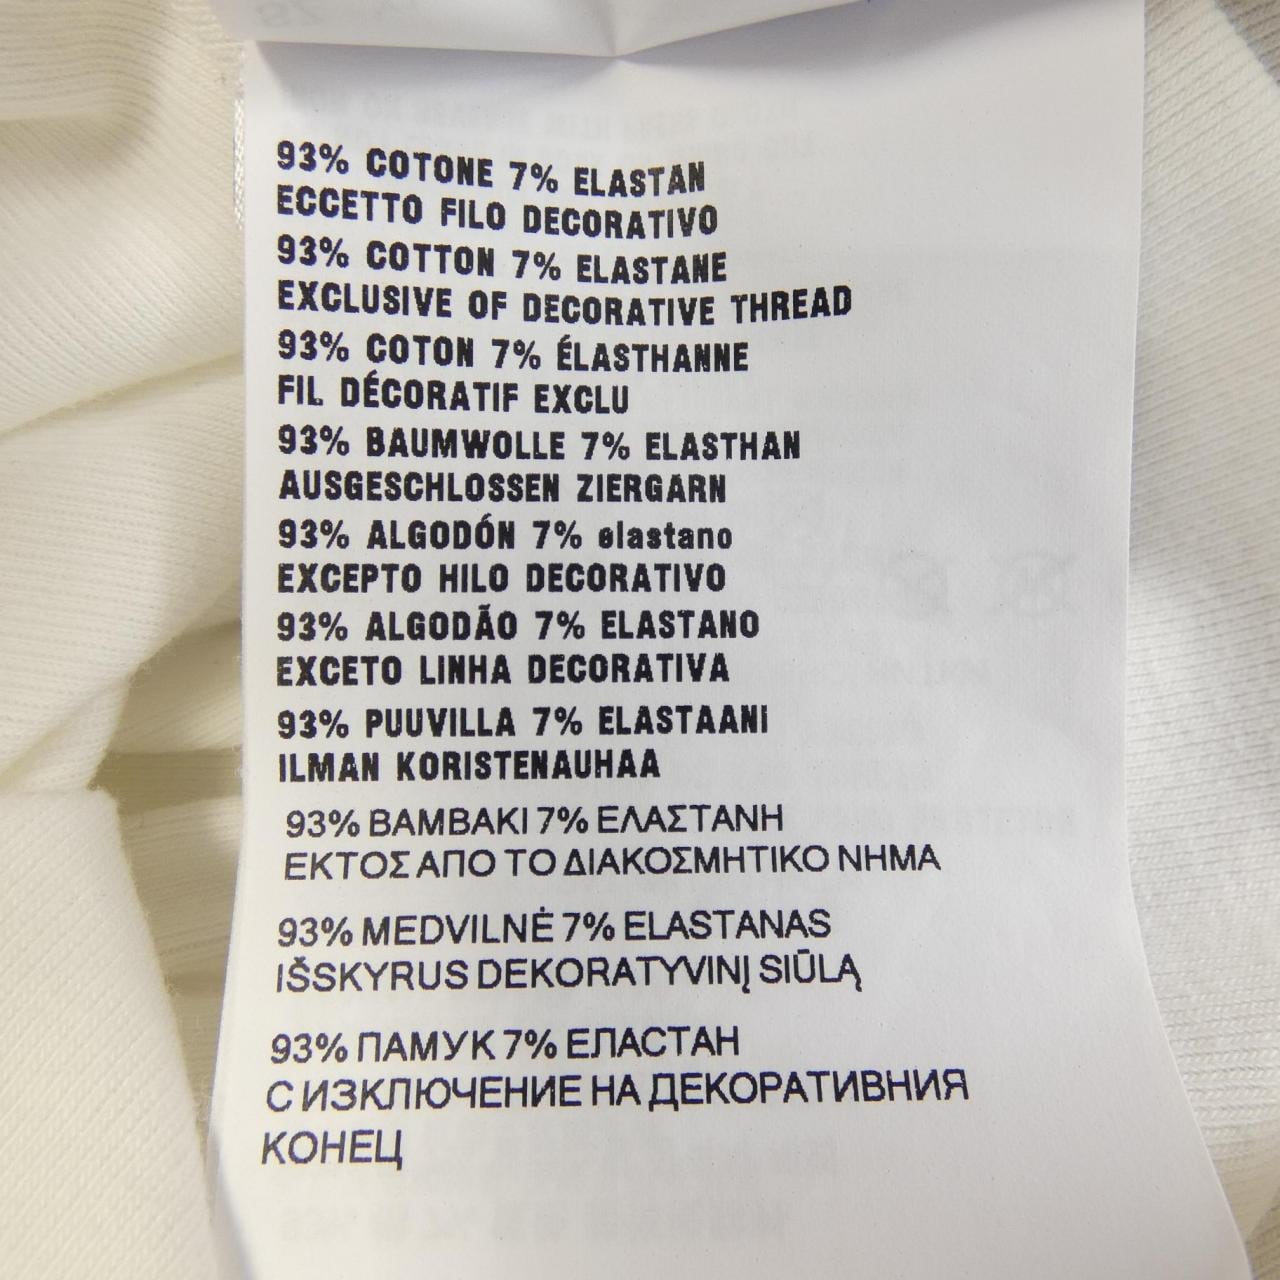 93% COTONE 7% ELASTAN
ECCETTO FILO DECORATIVO
93% COTTON 7% ELASTANE
EXCLUSIVE OF DECORATIVE THREAD
93% COTON 7% ÉLASTHANNE
FIL DÉCORATIF EXCLU
93% BAUMWOLLE 7% ELASTHAN
AUSGESCHLOSSEN ZIERGARN
93% ALGODÓN 7% elastano
EXCEPTO HILO DECORATIVO
93% ALGODÃO 7% ELASTANO
EXCETO LINHA DECORATIVA
93% PUUVILLA 7% ELASTAANI
ILMAN KORISTENAUHAA
93% ΒΑΜΒΑΚΙ 7% ΕΛΑΣΤΑΝΗ
ΕΚΤΟΣ ΑΠΟ ΤΟ ΔΙΑΚΟΣΜΗΤΙΚΟ ΝΗΜΑ
93% MEDVILNĖ 7% ELASTANAS
IŠSKYRUS DEKORATYVINĮ SIŪLĄ
93% ПАМУК 7% ЕЛАСТАН
С ИЗКЛЮЧЕНИЕ НА ДЕКОРАТИВНИЯ
КОНЕЦ